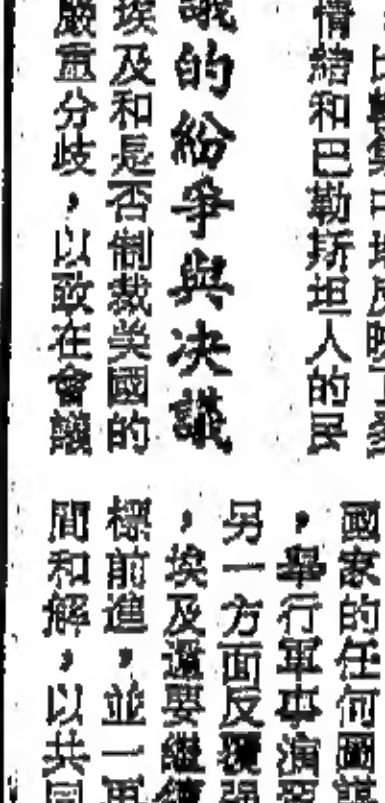 情結和巴勒斯坦人的民
的紛爭與決議
埃及和是否制裁美國的
嚴重分歧，以致在會議
國家的任何圖謀
，舉行軍事演習
另一方面反覆強
，埃及還要繼續
標前進，並一再
間和解，以共同